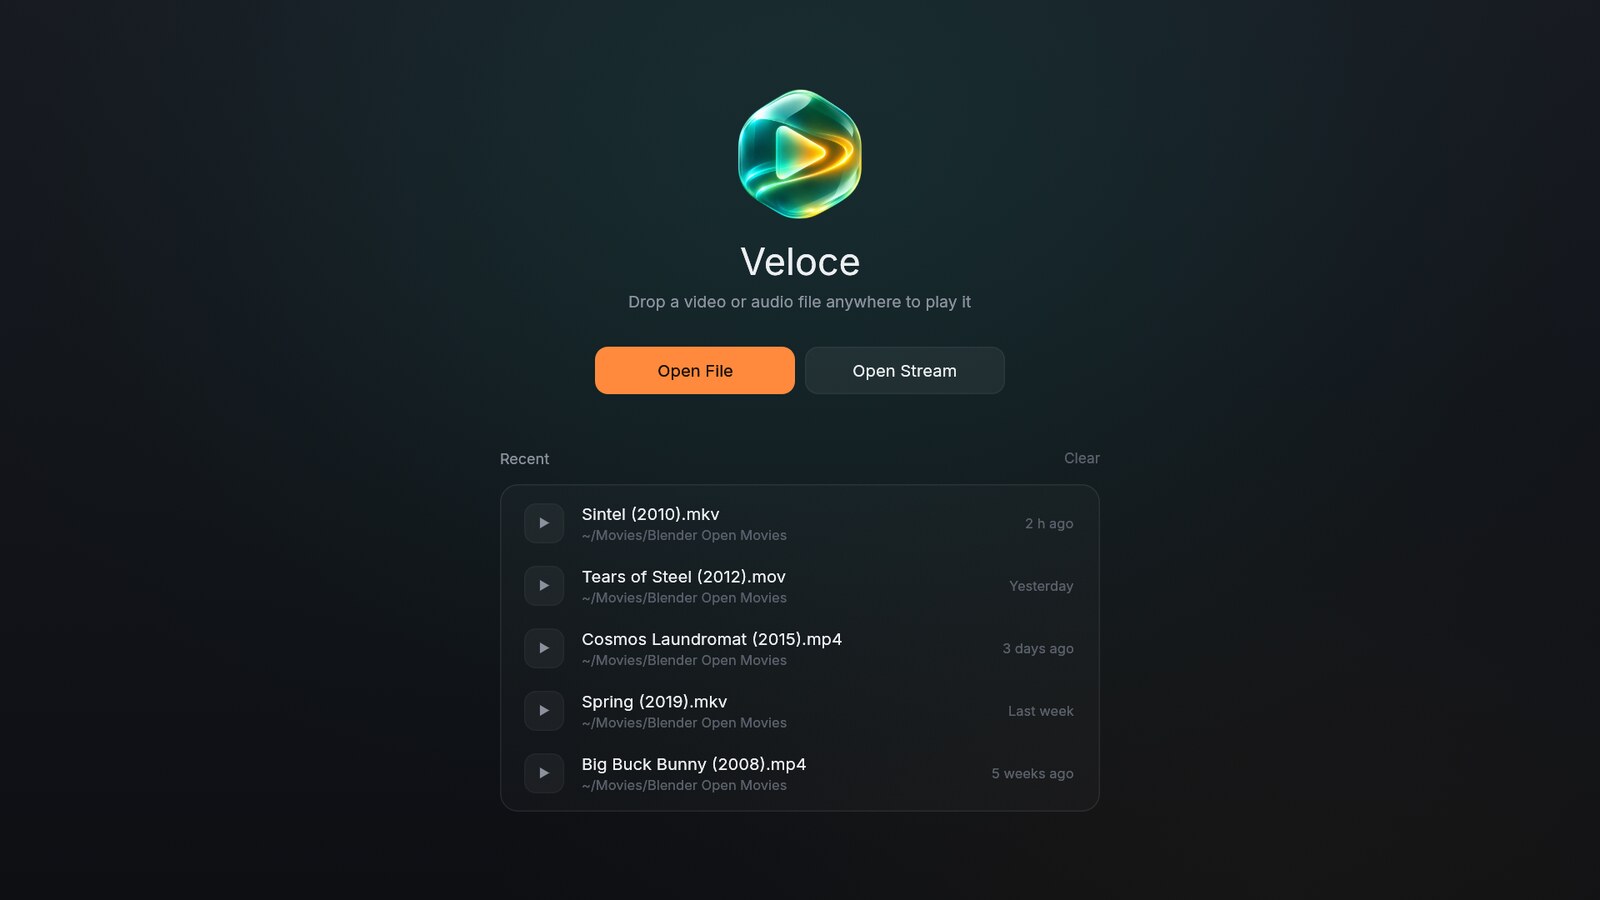 Veloce
Drop a video or audio file anywhere to play it
Open File
Open Stream
Recent
Clear
Sintel (2010).mkv
~/Movies/Blender Open Movies
2 h ago
Tears of Steel (2012).mov
~/Movies/Blender Open Movies
Yesterday
Cosmos Laundromat (2015).mp4
~/Movies/Blender Open Movies
3 days ago
Spring (2019).mkv
~/Movies/Blender Open Movies
Last week
Big Buck Bunny (2008).mp4
~/Movies/Blender Open Movies
5 weeks ago